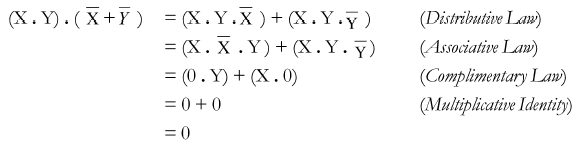 (X . Y) . ( X̅ + Y̅ ) = (X . Y . X̅ ) + (X . Y . Y̅ ) (Distributive Law)
= (X . X̅ . Y) + (X . Y . Y̅ ) (Associative Law)
= (0 . Y) + (X . 0) (Complimentary Law)
= 0 + 0 (Multiplicative Identity)
= 0